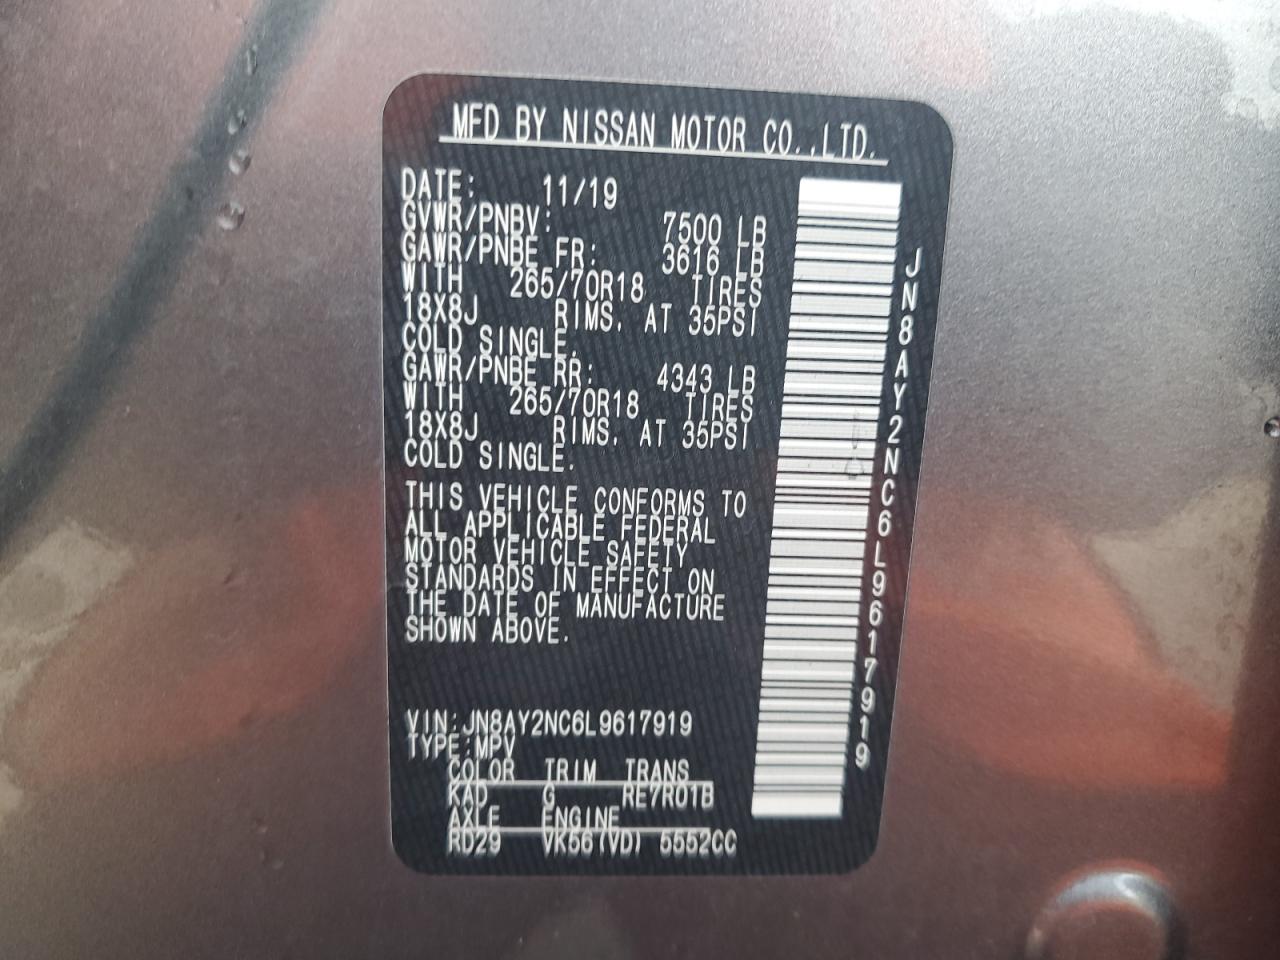 MFD BY NISSAN MOTOR CO.,LTD.
DATE: 11/19
GVWR/PNBV: 7500 LB
GAWR/PNBE FR: 3616 LB
WITH 265/70R18 TIRES
18X8J RIMS. AT 35PSI
COLD SINGLE.
GAWR/PNBE RR: 4343 LB
WITH 265/70R18 TIRES
18X8J RIMS. AT 35PSI
COLD SINGLE.
THIS VEHICLE CONFORMS TO
ALL APPLICABLE FEDERAL
MOTOR VEHICLE SAFETY
STANDARDS IN EFFECT ON
THE DATE OF MANUFACTURE
SHOWN ABOVE.
VIN:JN8AY2NC6L9617919
TYPE:MPV
COLOR TRIM TRANS
KAD G RE7R01B
AXLE ENGINE
RD29 VK56(VD) 5552CC
JN8AY2NC6L9617919